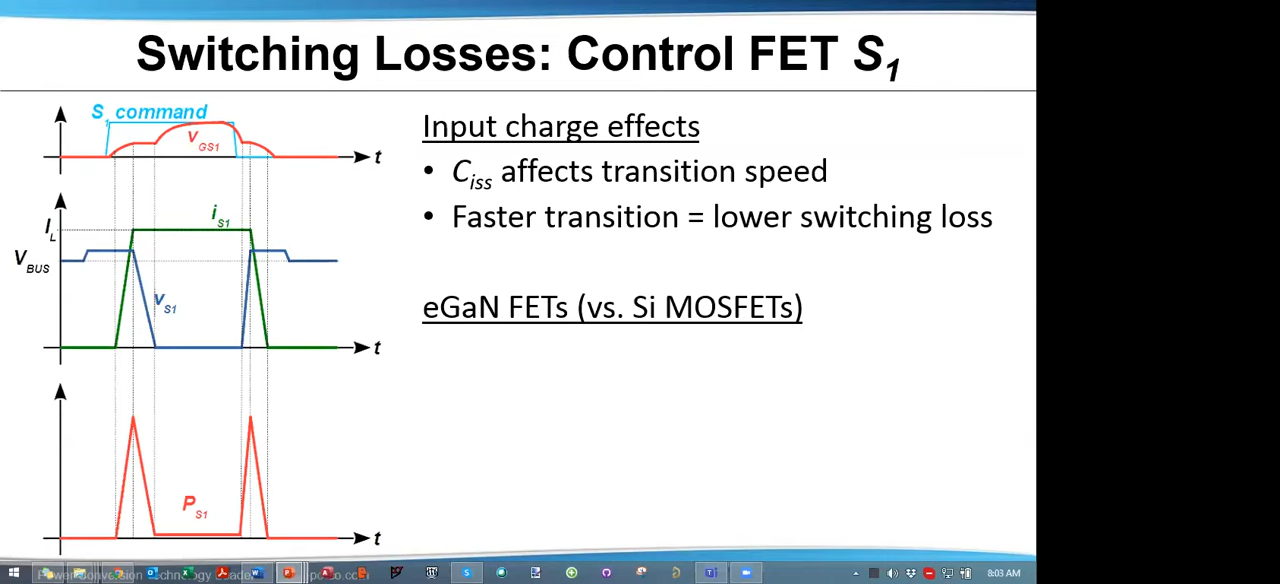 Switching Losses: Control FET S1
S1 command
VGS1
t
Input charge effects
• Ciss affects transition speed
• Faster transition = lower switching loss
IL
iS1
VBUS
vS1
t
eGaN FETs (vs. Si MOSFETs)
PS1
t
8:03 AM